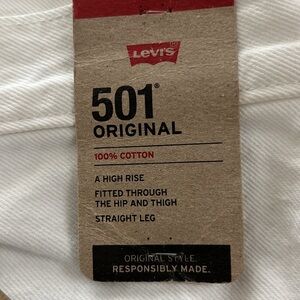 Levi's
501®
ORIGINAL
100% COTTON
A HIGH RISE
FITTED THROUGH
THE HIP AND THIGH
STRAIGHT LEG
ORIGINAL STYLE.
RESPONSIBLY MADE.